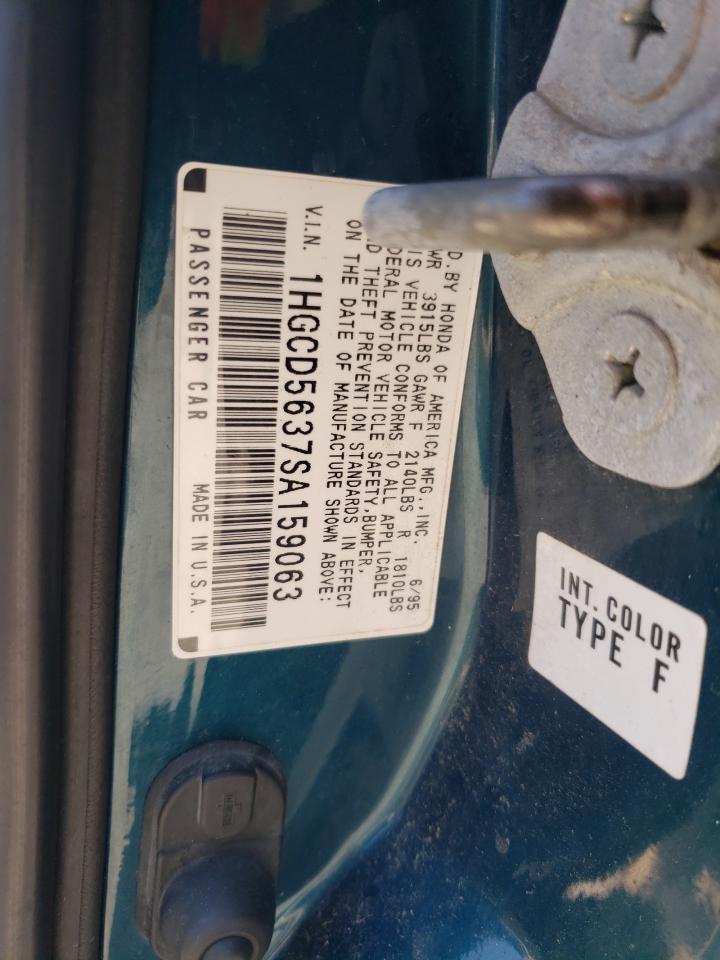 D.BY HONDA OF AMERICA MFG.,INC. 6/95
WR 3915LBS GAWR F 2140LBS R 1810LBS
IS VEHICLE CONFORMS TO ALL APPLICABLE
DERAL MOTOR VEHICLE SAFETY,BUMPER,
D THEFT PREVENTION STANDARDS IN EFFECT
ON THE DATE OF MANUFACTURE SHOWN ABOVE:
V.I.N. 1HGCD5637SA159063
PASSENGER CAR MADE IN U.S.A.
INT. COLOR
TYPE F